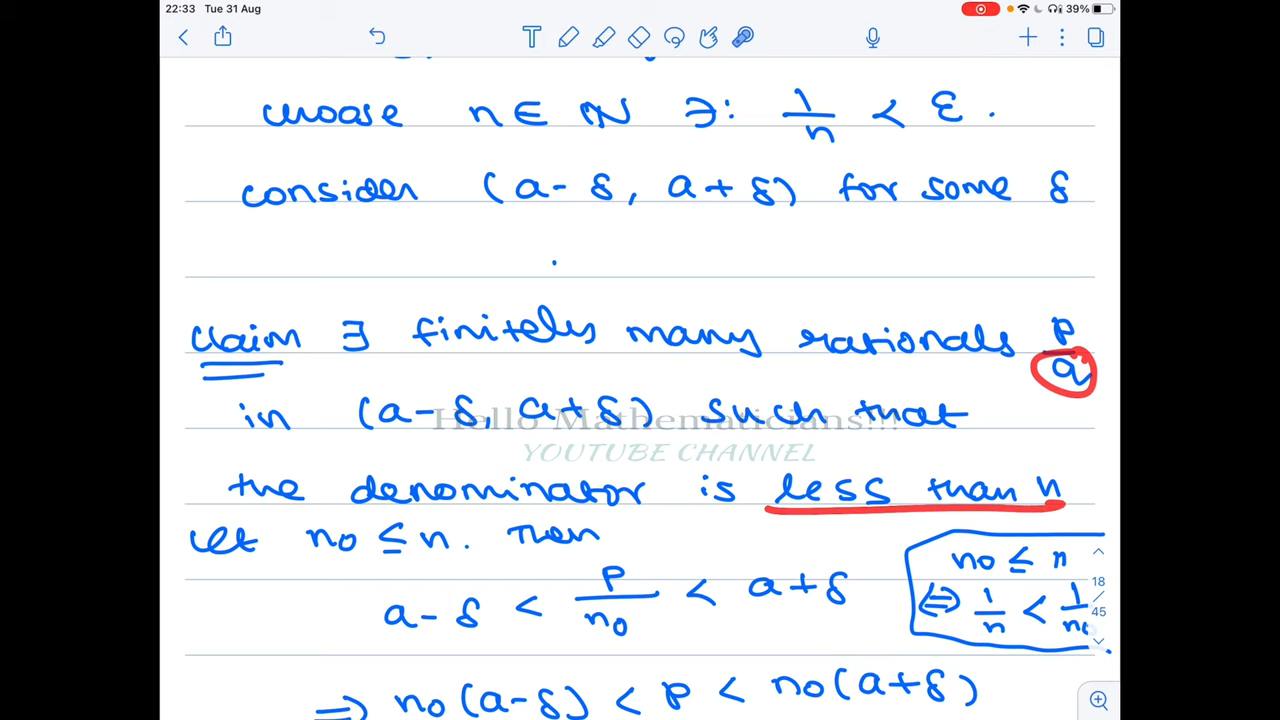 22:33 Tue 31 Aug 39%
choose n ∈ ℕ ∋: 1/n < ε.
consider (a-δ, a+δ) for some δ
Claim ∃ finitely many rationals p/q
in (a-δ, a+δ) such that
Hello Mathematicians!!!
YOUTUBE CHANNEL
the denominator is less than n
Let n₀ ≤ n. Then
n₀ ≤ n
a-δ < p/n₀ < a+δ
⇔ 1/n < 1/n₀
18
/
45
⇒ n₀(a-δ) < p < n₀(a+δ)